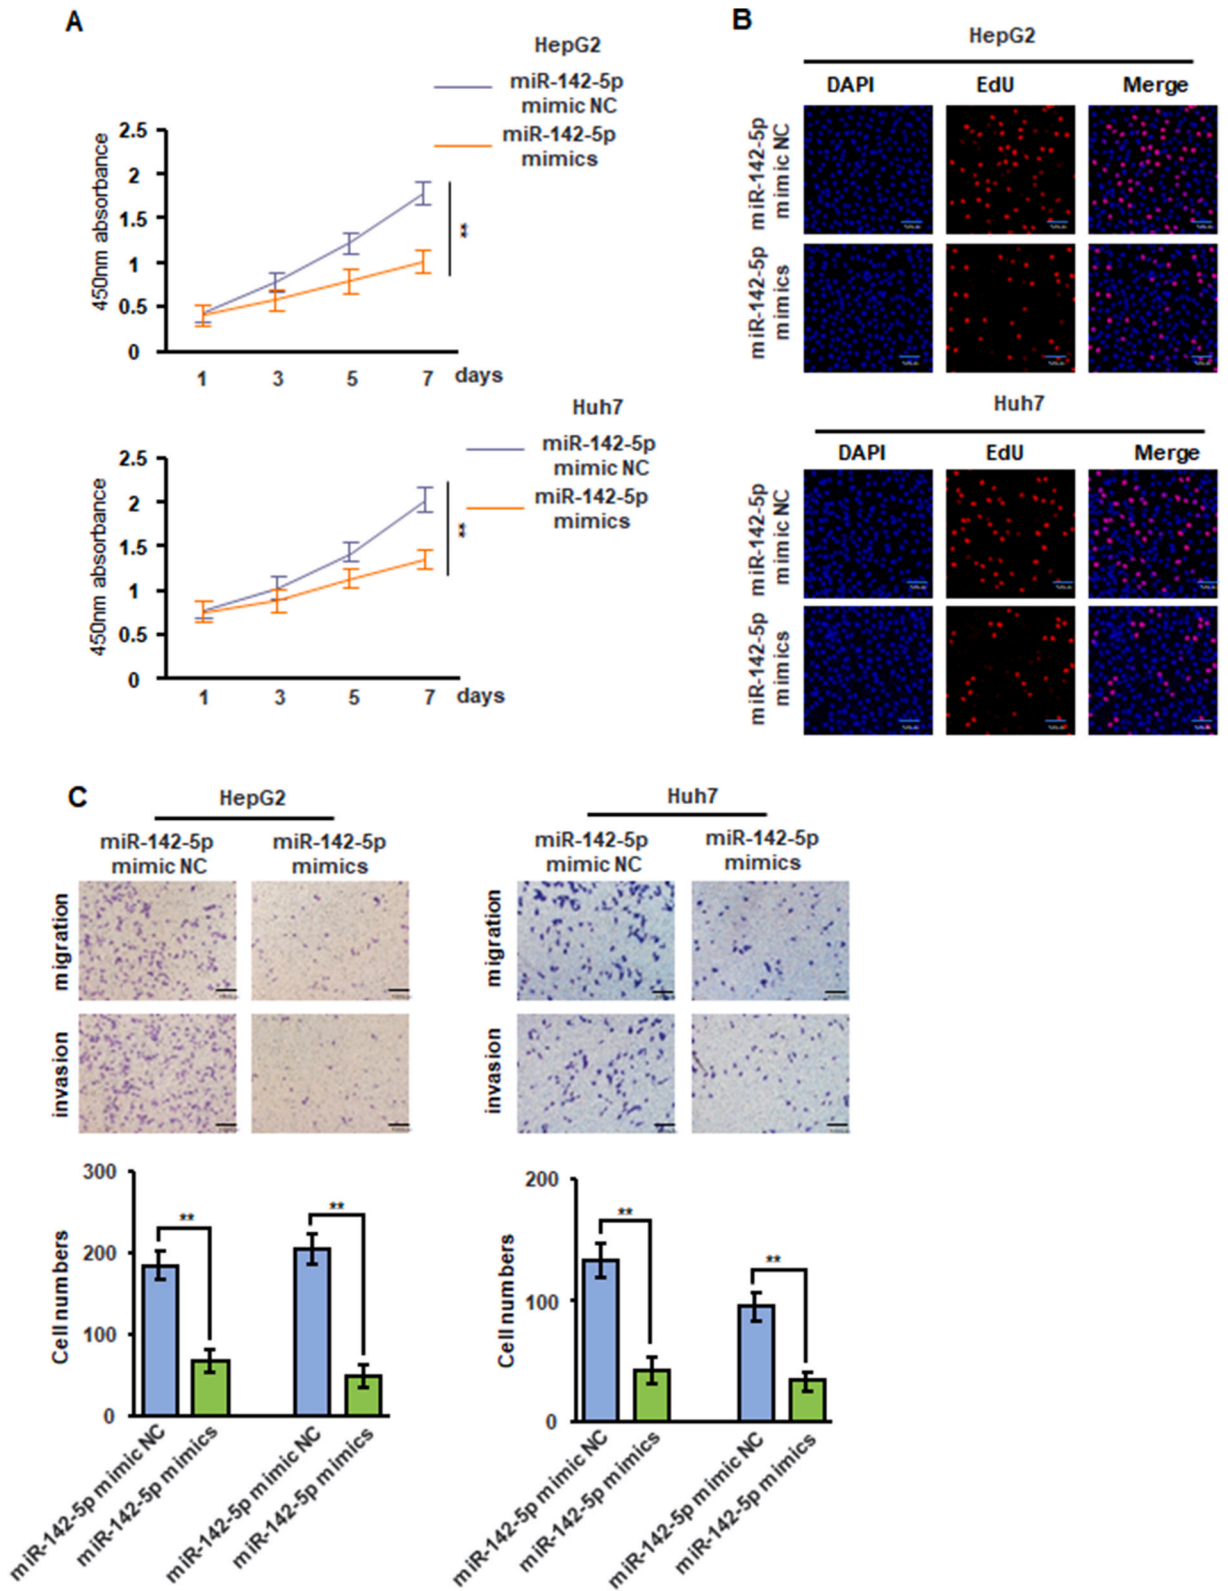 A
HepG2
miR-142-5p
mimic NC
miR-142-5p
mimics
450nm absorbance
2.5
2
1.5
1
0.5
0
1 3 5 7 days
**
Huh7
miR-142-5p
mimic NC
miR-142-5p
mimics
450nm absorbance
2.5
2
1.5
1
0.5
0
1 3 5 7 days
**
B
HepG2
DAPI EdU Merge
miR-142-5p
mimic NC
miR-142-5p
mimics
Huh7
DAPI EdU Merge
miR-142-5p
mimic NC
miR-142-5p
mimics
C
HepG2
miR-142-5p
mimic NC
miR-142-5p
mimics
migration
invasion
Huh7
miR-142-5p
mimic NC
miR-142-5p
mimics
migration
invasion
Cell numbers
300
200
100
0
**
**
miR-142-5p mimic NC
miR-142-5p mimics
miR-142-5p mimic NC
miR-142-5p mimics
Cell numbers
200
100
0
**
**
miR-142-5p mimic NC
miR-142-5p mimics
miR-142-5p mimic NC
miR-142-5p mimics